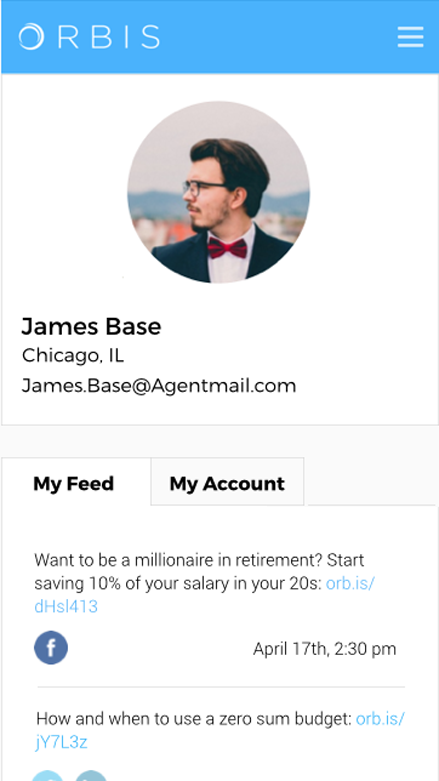 ORBIS
James Base
Chicago, IL
James.Base@Agentmail.com
My Feed My Account
Want to be a millionaire in retirement? Start
saving 10% of your salary in your 20s: orb.is/
dHsl413
f
April 17th, 2:30 pm
How and when to use a zero sum budget: orb.is/
jY7L3z